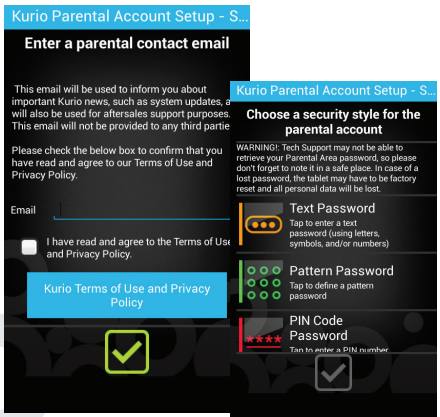 Kurio Parental Account Setup - S...
Enter a parental contact email
This email will be used to inform you about
important Kurio news, such as system updates,
will also be used for aftersales support purposes.
This email will not be provided to any third
Please check the below box to confirm that you
have read and agree to our Terms of Use and
Privacy Policy.
Email
I have read and agree to the Terms of Use
and Privacy Policy.
Kurio Terms of Use and Privacy
Policy
Kurio Parental Account Setup - S...
Choose a security style for the
parental account
WARNING!: Tech Support may not be able to
retrieve your Parental Area password, so please
don't forget to note it in a safe place. In case of a
lost password, the tablet may have to be factory
reset and all personal data will be lost.
Text Password
Tap to enter a text
password (using letters,
symbols, and/or numbers)
Pattern Password
Tap to define a pattern
password
PIN Code
Password
Tap to enter a PIN number